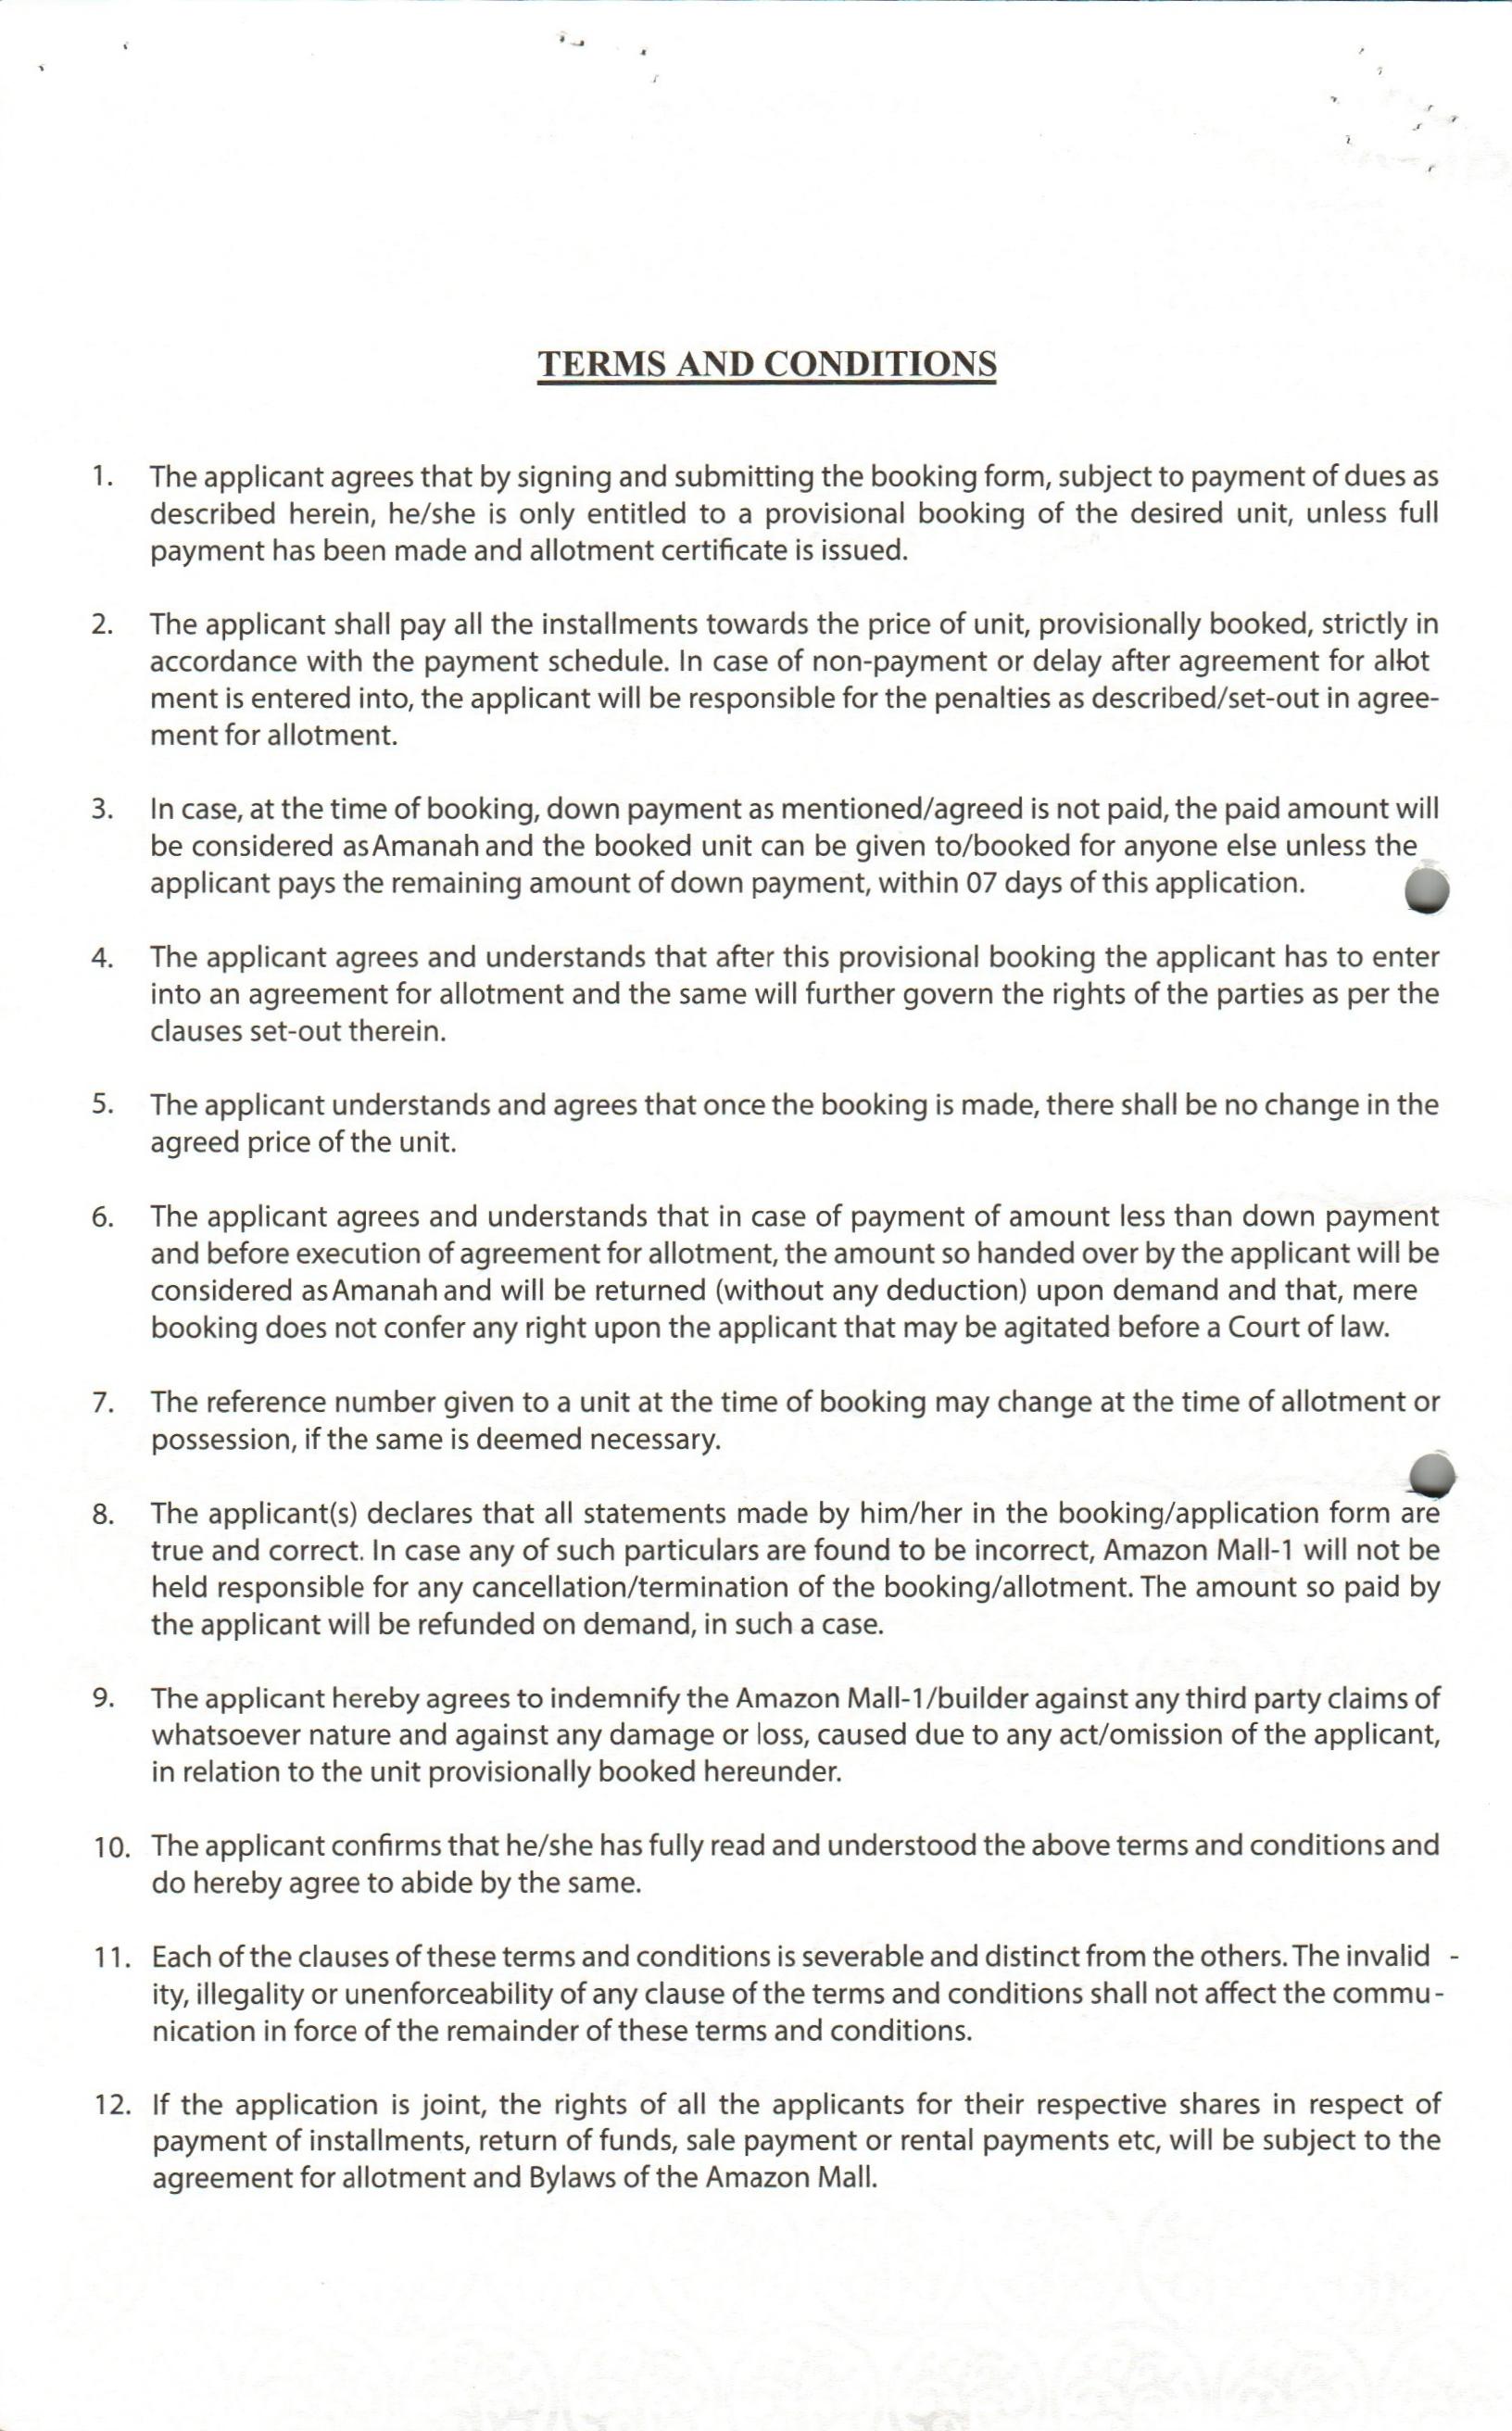 TERMS AND CONDITIONS
1. The applicant agrees that by signing and submitting the booking form, subject to payment of dues as
described herein, he/she is only entitled to a provisional booking of the desired unit, unless full
payment has been made and allotment certificate is issued.
2. The applicant shall pay all the installments towards the price of unit, provisionally booked, strictly in
accordance with the payment schedule. In case of non-payment or delay after agreement for allot
ment is entered into, the applicant will be responsible for the penalties as described/set-out in agree-
ment for allotment.
3. In case, at the time of booking, down payment as mentioned/agreed is not paid, the paid amount will
be considered as Amanah and the booked unit can be given to/booked for anyone else unless the
applicant pays the remaining amount of down payment, within 07 days of this application.
4. The applicant agrees and understands that after this provisional booking the applicant has to enter
into an agreement for allotment and the same will further govern the rights of the parties as per the
clauses set-out therein.
5. The applicant understands and agrees that once the booking is made, there shall be no change in the
agreed price of the unit.
6. The applicant agrees and understands that in case of payment of amount less than down payment
and before execution of agreement for allotment, the amount so handed over by the applicant will be
considered as Amanah and will be returned (without any deduction) upon demand and that, mere
booking does not confer any right upon the applicant that may be agitated before a Court of law.
7. The reference number given to a unit at the time of booking may change at the time of allotment or
possession, if the same is deemed necessary.
8. The applicant(s) declares that all statements made by him/her in the booking/application form are
true and correct. In case any of such particulars are found to be incorrect, Amazon Mall-1 will not be
held responsible for any cancellation/termination of the booking/allotment. The amount so paid by
the applicant will be refunded on demand, in such a case.
9. The applicant hereby agrees to indemnify the Amazon Mall-1/builder against any third party claims of
whatsoever nature and against any damage or loss, caused due to any act/omission of the applicant,
in relation to the unit provisionally booked hereunder.
10. The applicant confirms that he/she has fully read and understood the above terms and conditions and
do hereby agree to abide by the same.
11. Each of the clauses of these terms and conditions is severable and distinct from the others. The invalid -
ity, illegality or unenforceability of any clause of the terms and conditions shall not affect the commu-
nication in force of the remainder of these terms and conditions.
12. If the application is joint, the rights of all the applicants for their respective shares in respect of
payment of installments, return of funds, sale payment or rental payments etc, will be subject to the
agreement for allotment and Bylaws of the Amazon Mall.